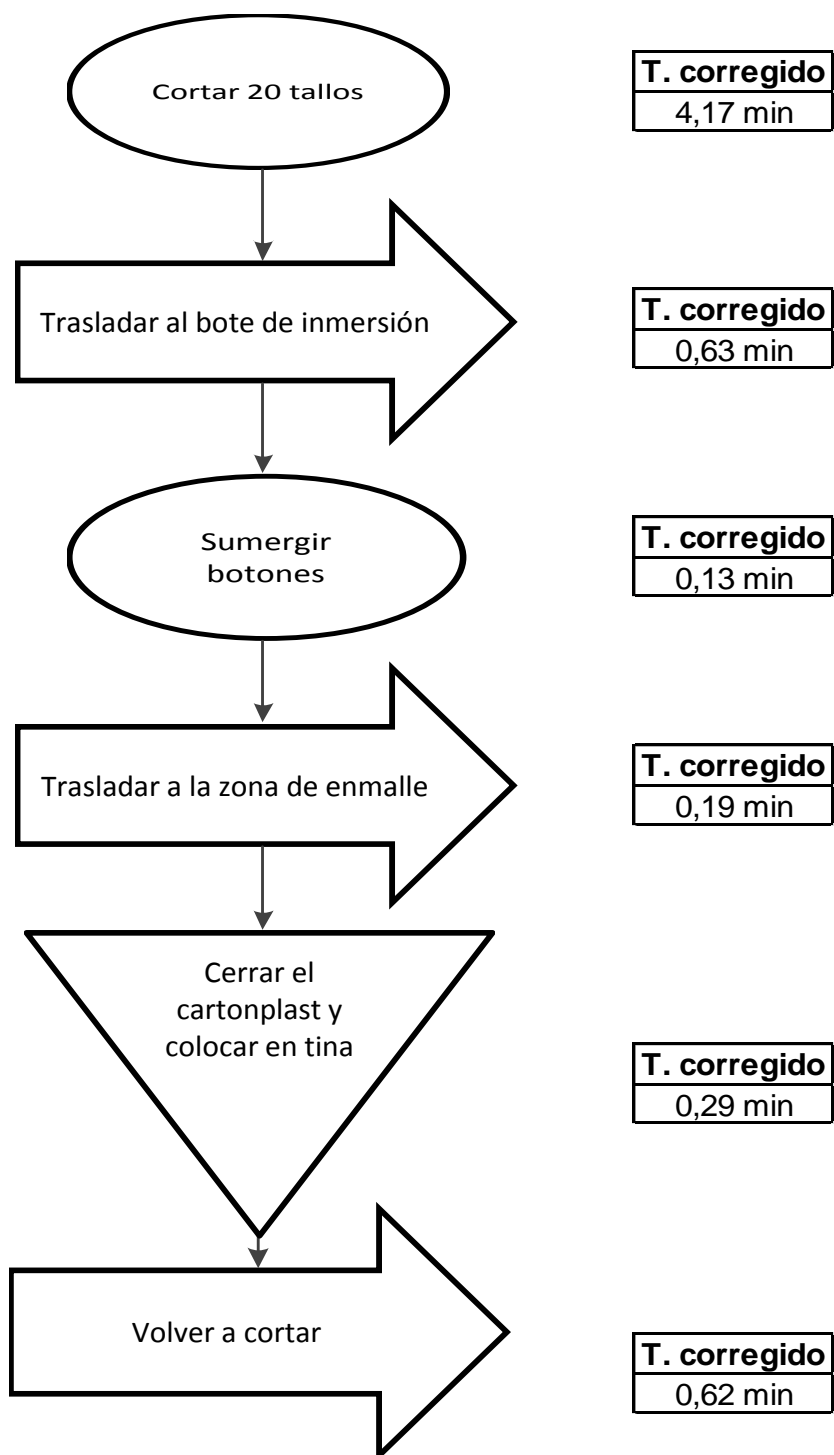 Cortar 20 tallos
T. corregido
4,17 min
Trasladar al bote de inmersión
T. corregido
0,63 min
Sumergir
botones
T. corregido
0,13 min
Trasladar a la zona de enmalle
T. corregido
0,19 min
Cerrar el
cartonplast y
colocar en tina
T. corregido
0,29 min
Volver a cortar
T. corregido
0,62 min